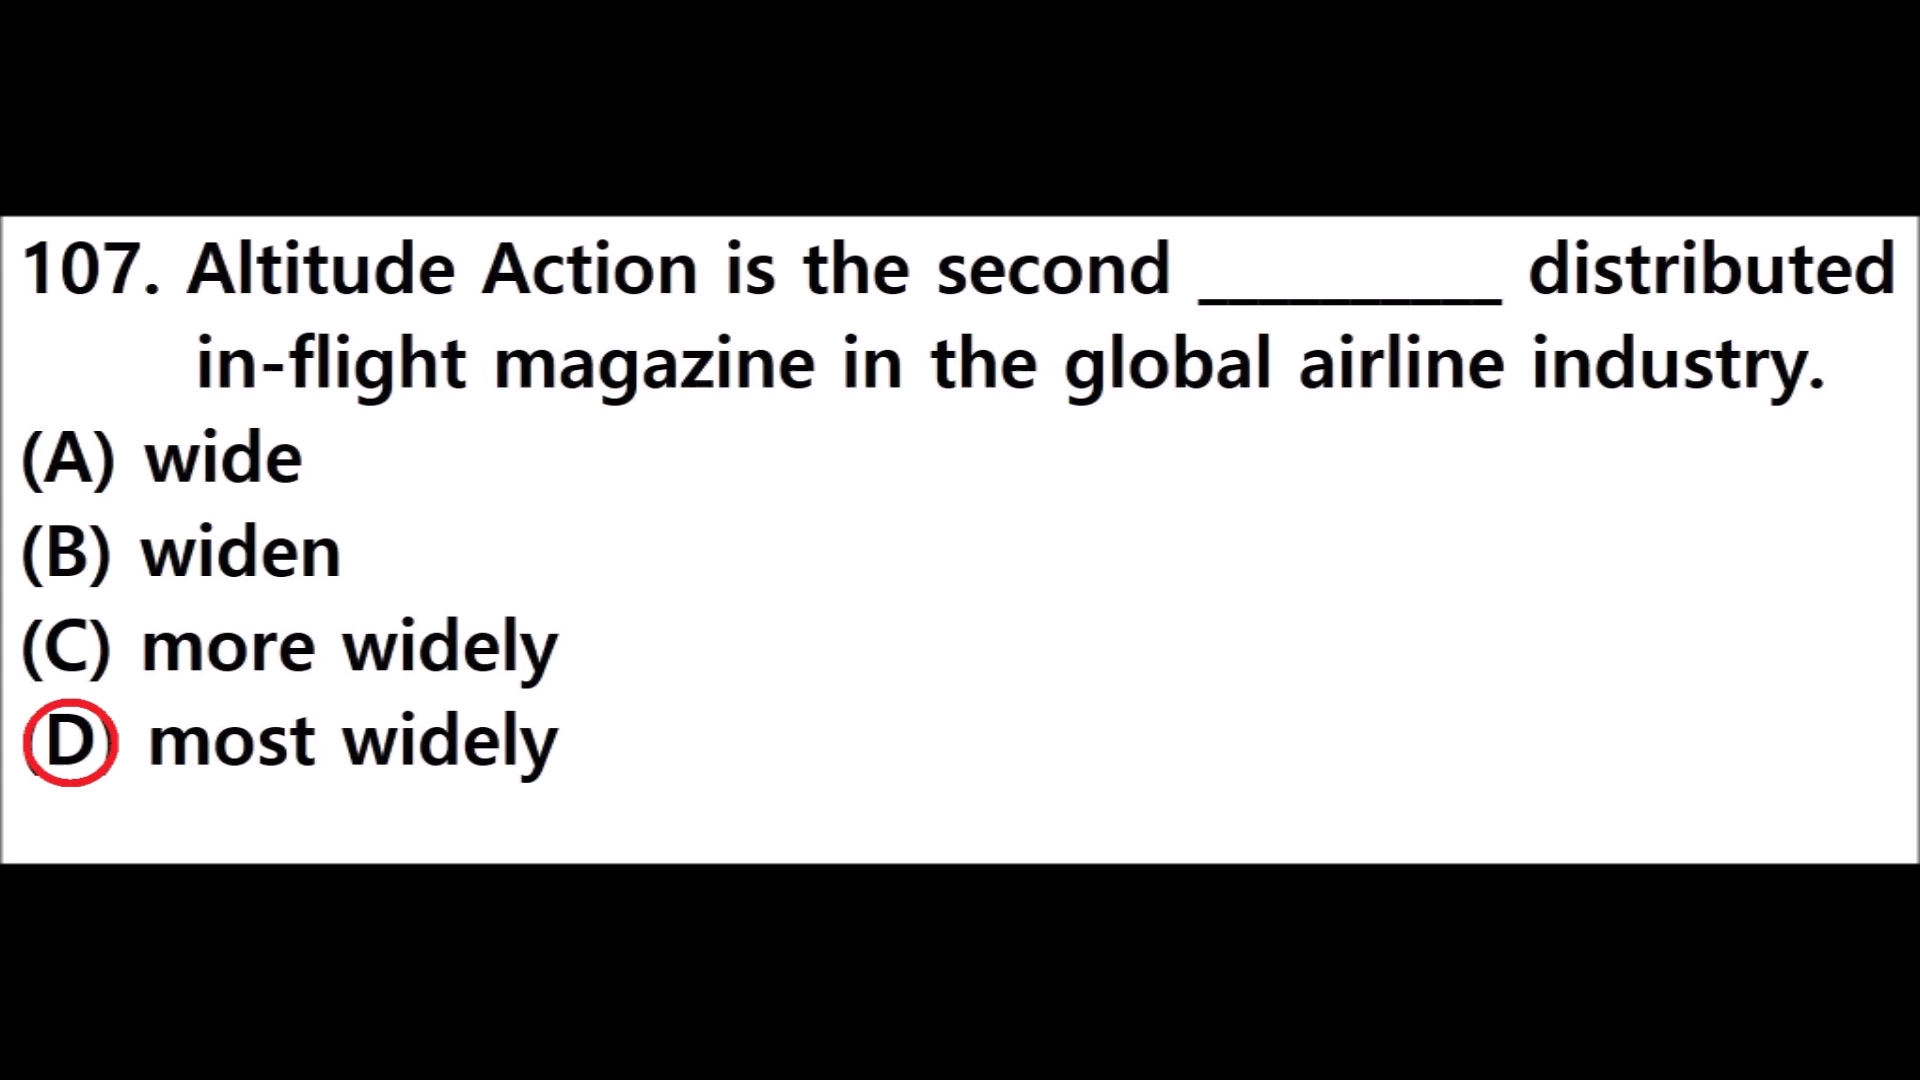 107. Altitude Action is the second __________ distributed
in-flight magazine in the global airline industry.
(A) wide
(B) widen
(C) more widely
(D) most widely